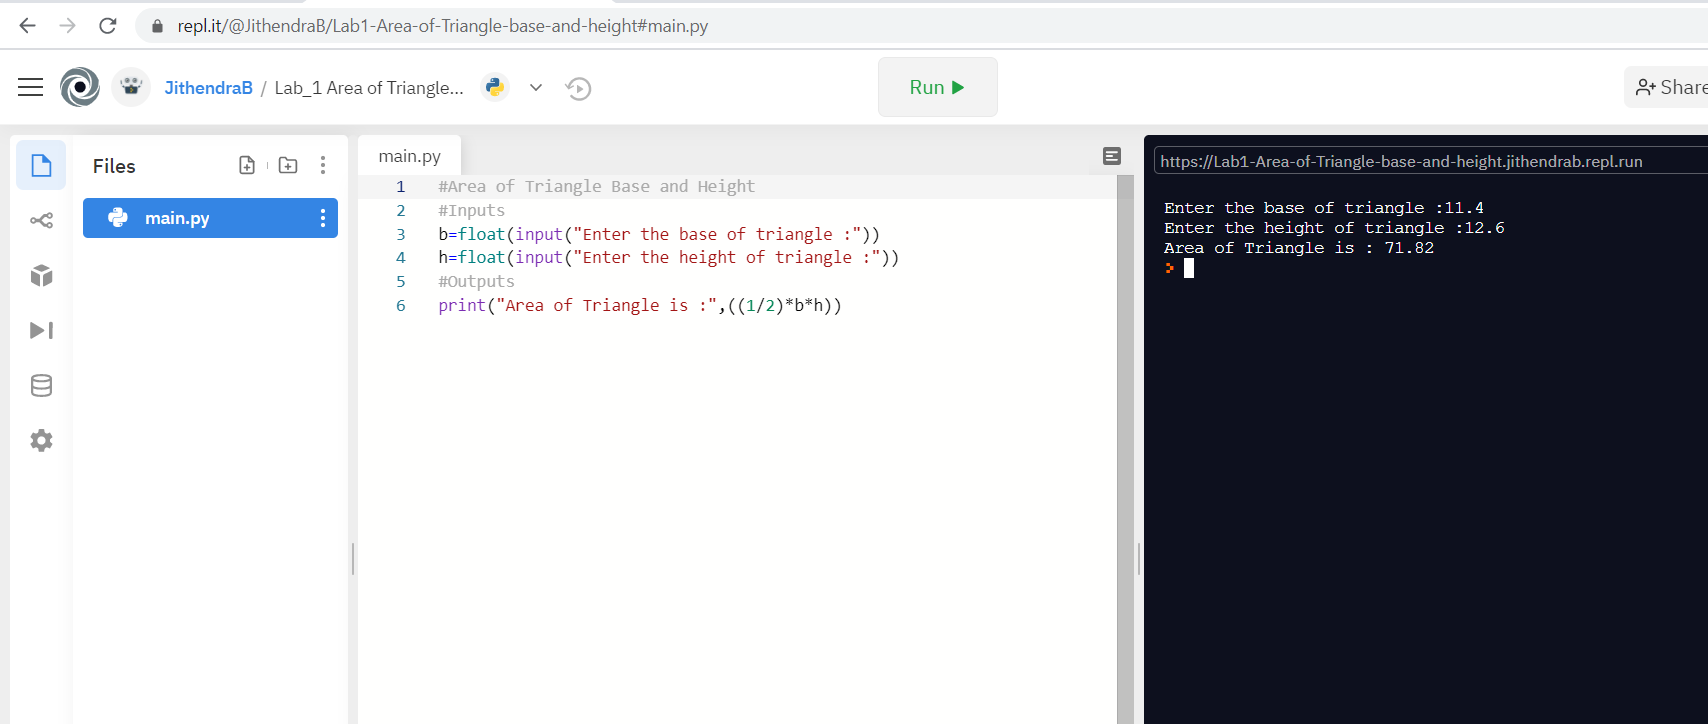 repl.it/@JithendraB/Lab1-Area-of-Triangle-base-and-height#main.py
JithendraB / Lab_1 Area of Triangle...
Run
Share
Files
main.py
main.py
1 #Area of Triangle Base and Height
2 #Inputs
3 b=float(input("Enter the base of triangle :"))
4 h=float(input("Enter the height of triangle :"))
5 #Outputs
6 print("Area of Triangle is :",((1/2)*b*h))
https://Lab1-Area-of-Triangle-base-and-height.jithendrab.repl.run
Enter the base of triangle :11.4
Enter the height of triangle :12.6
Area of Triangle is : 71.82
>